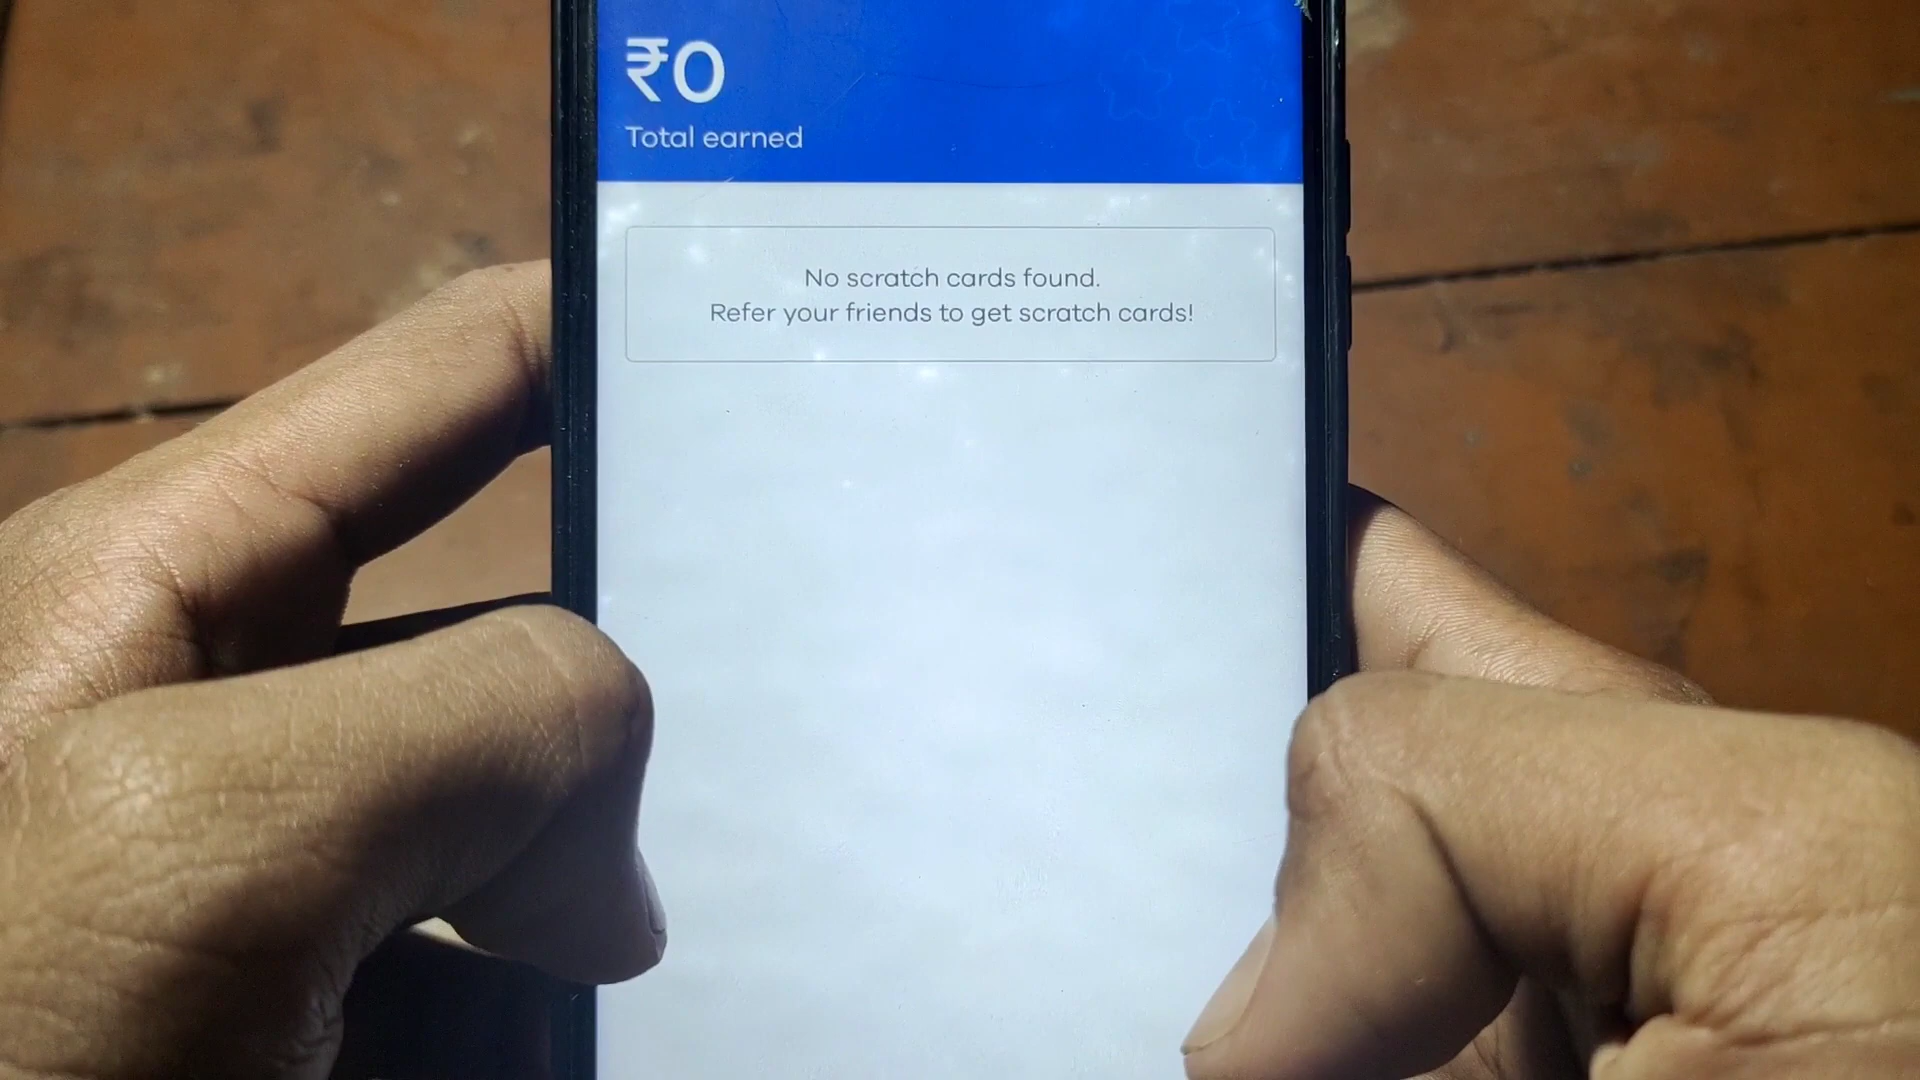 ₹0
Total earned
No scratch cards found.
Refer your friends to get scratch cards!